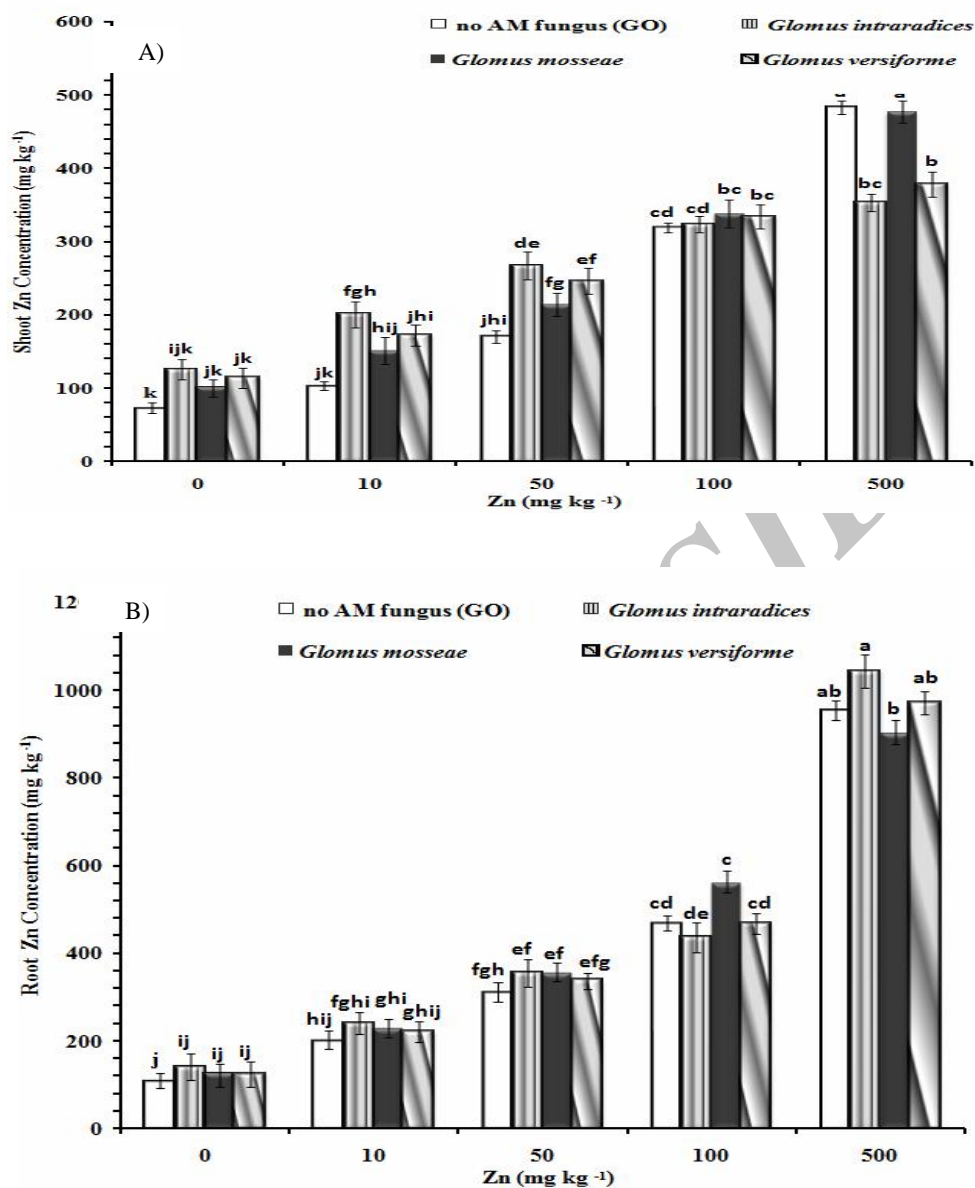 600
A)
no AM fungus (GO)
Glomus intraradices
Glomus mosseae
Glomus versiforme
500
400
300
200
100
0
Shoot Zn Concentration (mg kg-1)
k
ijk
jk
jk
jk
fgh
hij
jhi
jhi
de
fg
ef
cd
cd
bc
bc
bc
a
b
0 10 50 100 500
Zn (mg kg -1)
B)
no AM fungus (GO)
Glomus intraradices
Glomus mosseae
Glomus versiforme
1000
800
600
400
200
0
Root Zn Concentration (mg kg-1)
j
ij
ij
ij
hij
fghi
ghi
ghij
fgh
ef
ef
efg
cd
de
c
cd
ab
a
b
ab
0 10 50 100 500
Zn (mg kg -1)